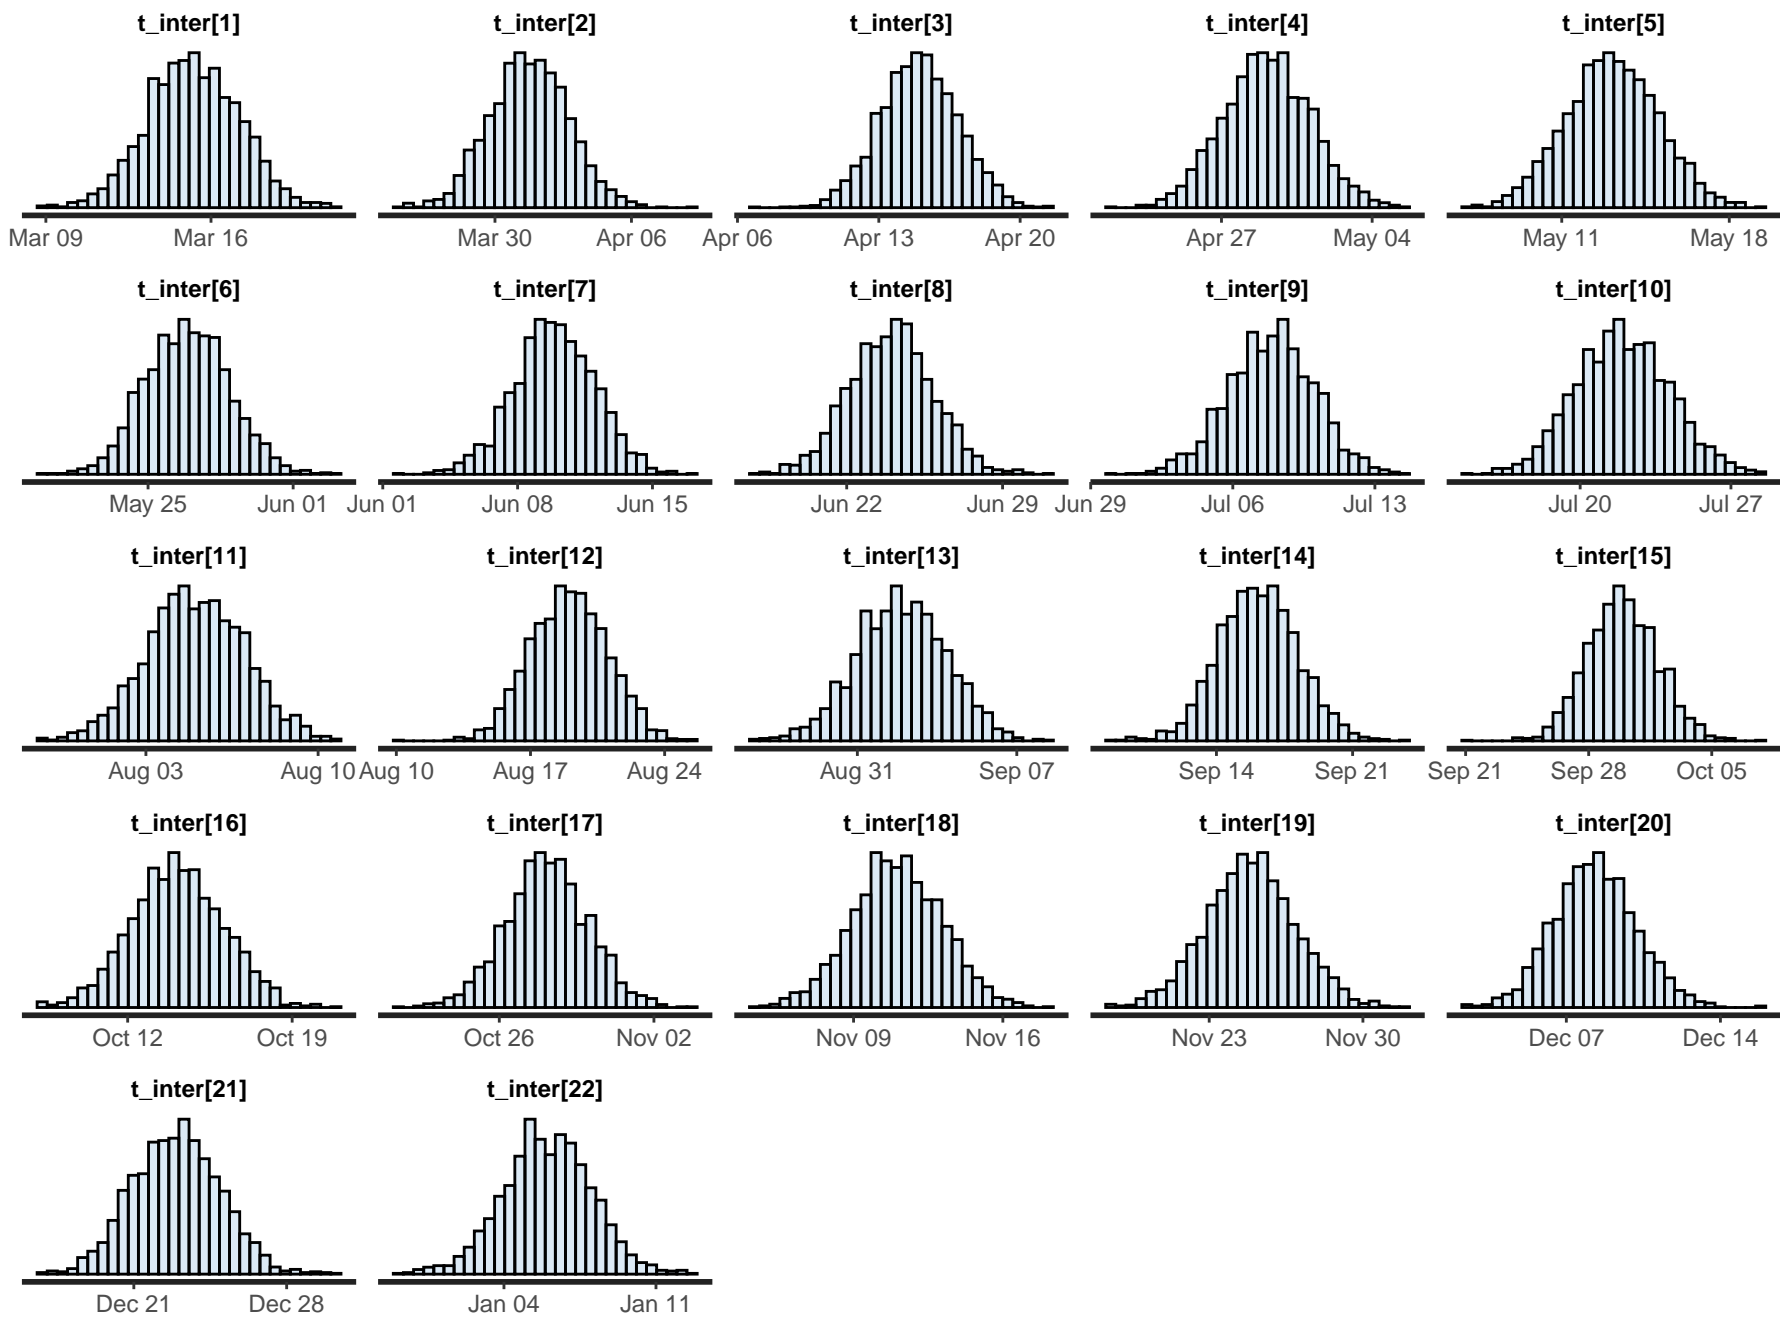 t_inter[1] t_inter[2] t_inter[3] t_inter[4] t_inter[5]
Mar 09 Mar 16 Mar 30 Apr 06 Apr 06 Apr 13 Apr 20 Apr 27 May 04 May 11 May 18
t_inter[6] t_inter[7] t_inter[8] t_inter[9] t_inter[10]
May 25 Jun 01 Jun 01 Jun 08 Jun 15 Jun 22 Jun 29 Jun 29 Jul 06 Jul 13 Jul 20 Jul 27
t_inter[11] t_inter[12] t_inter[13] t_inter[14] t_inter[15]
Aug 03 Aug 10 Aug 10 Aug 17 Aug 24 Aug 31 Sep 07 Sep 14 Sep 21 Sep 21 Sep 28 Oct 05
t_inter[16] t_inter[17] t_inter[18] t_inter[19] t_inter[20]
Oct 12 Oct 19 Oct 26 Nov 02 Nov 09 Nov 16 Nov 23 Nov 30 Dec 07 Dec 14
t_inter[21] t_inter[22]
Dec 21 Dec 28 Jan 04 Jan 11